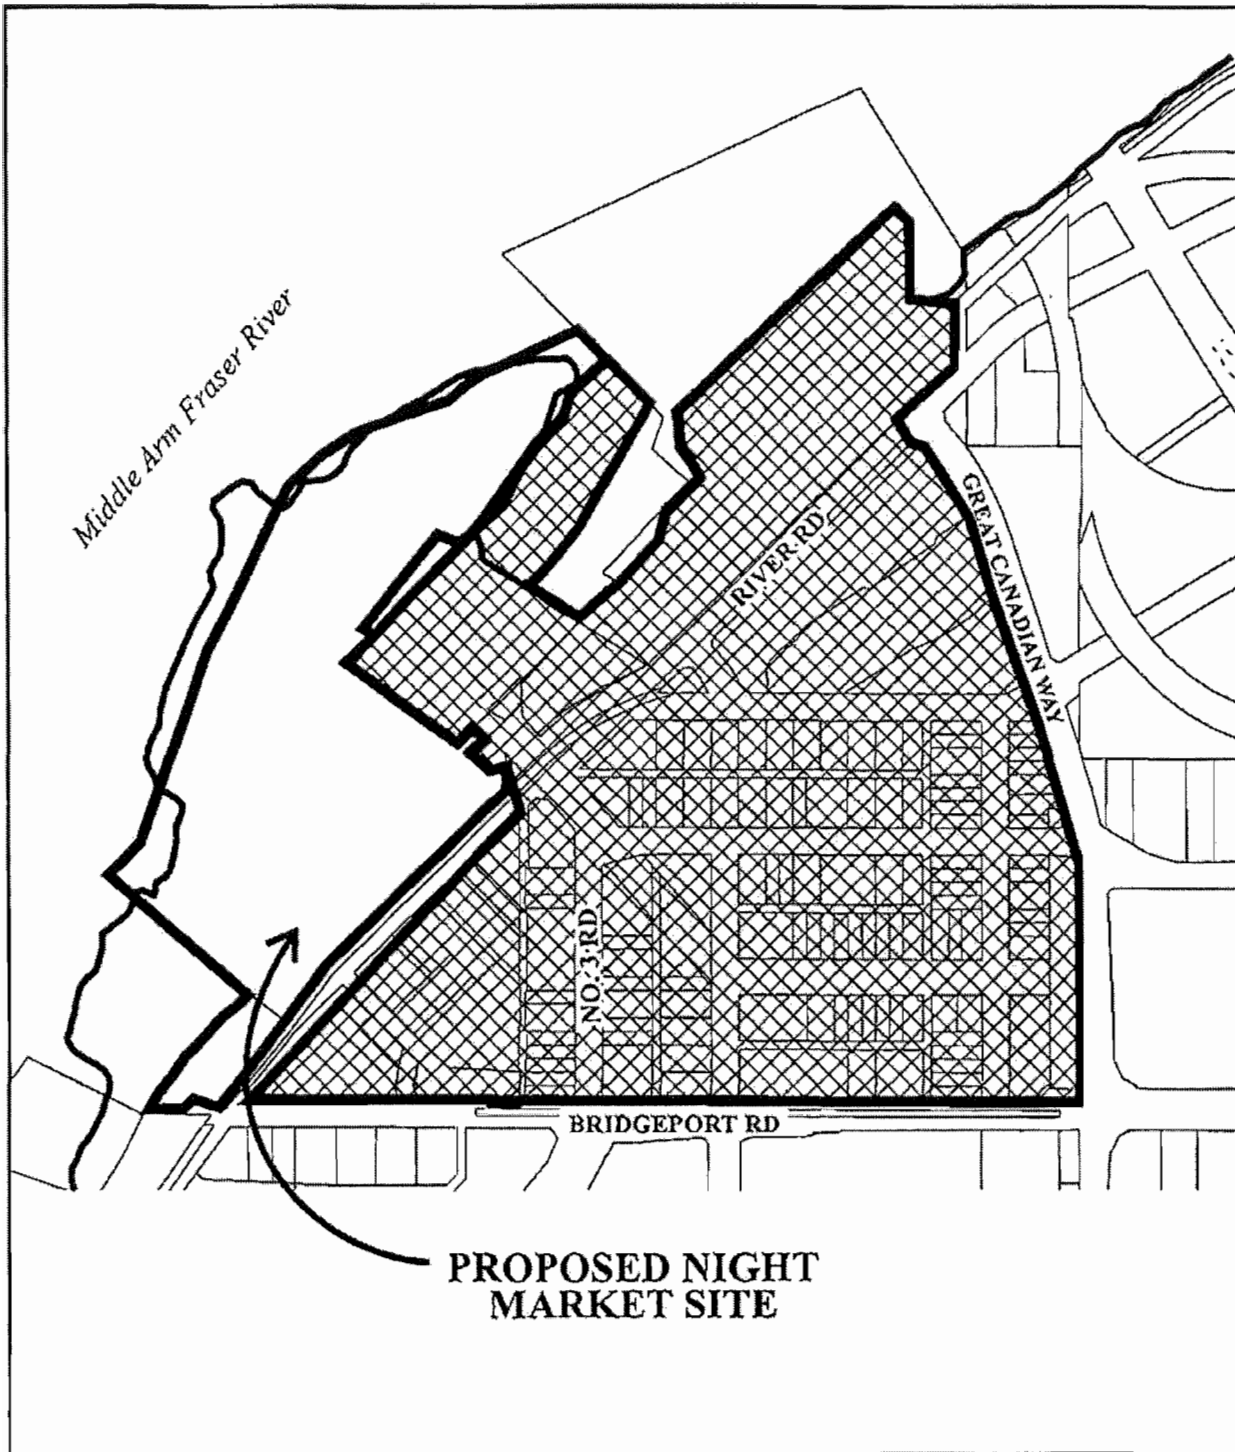 Middle Arm Fraser River
RIVER RD
GREAT CANADIAN WAY
NO. 3 RD
BRIDGEPORT RD
PROPOSED NIGHT
MARKET SITE